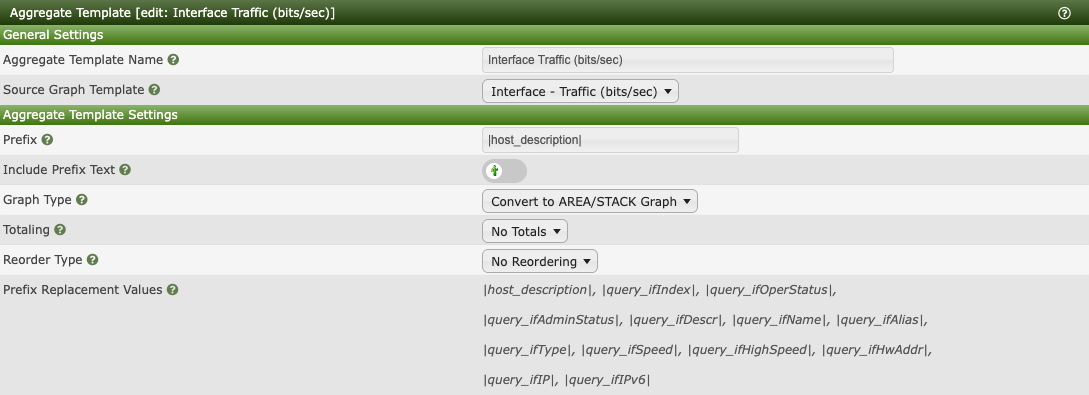 Aggregate Template [edit: Interface Traffic (bits/sec)]
General Settings
Aggregate Template Name
Interface Traffic (bits/sec)
Source Graph Template
Interface - Traffic (bits/sec)
Aggregate Template Settings
Prefix
|host_description|
Include Prefix Text
Graph Type
Convert to AREA/STACK Graph
Totaling
No Totals
Reorder Type
No Reordering
Prefix Replacement Values
|host_description|, |query_ifIndex|, |query_ifOperStatus|,
|query_ifAdminStatus|, |query_ifDescr|, |query_ifName|, |query_ifAlias|,
|query_ifType|, |query_ifSpeed|, |query_ifHighSpeed|, |query_ifHwAddr|,
|query_ifIP|, |query_ifIPv6|